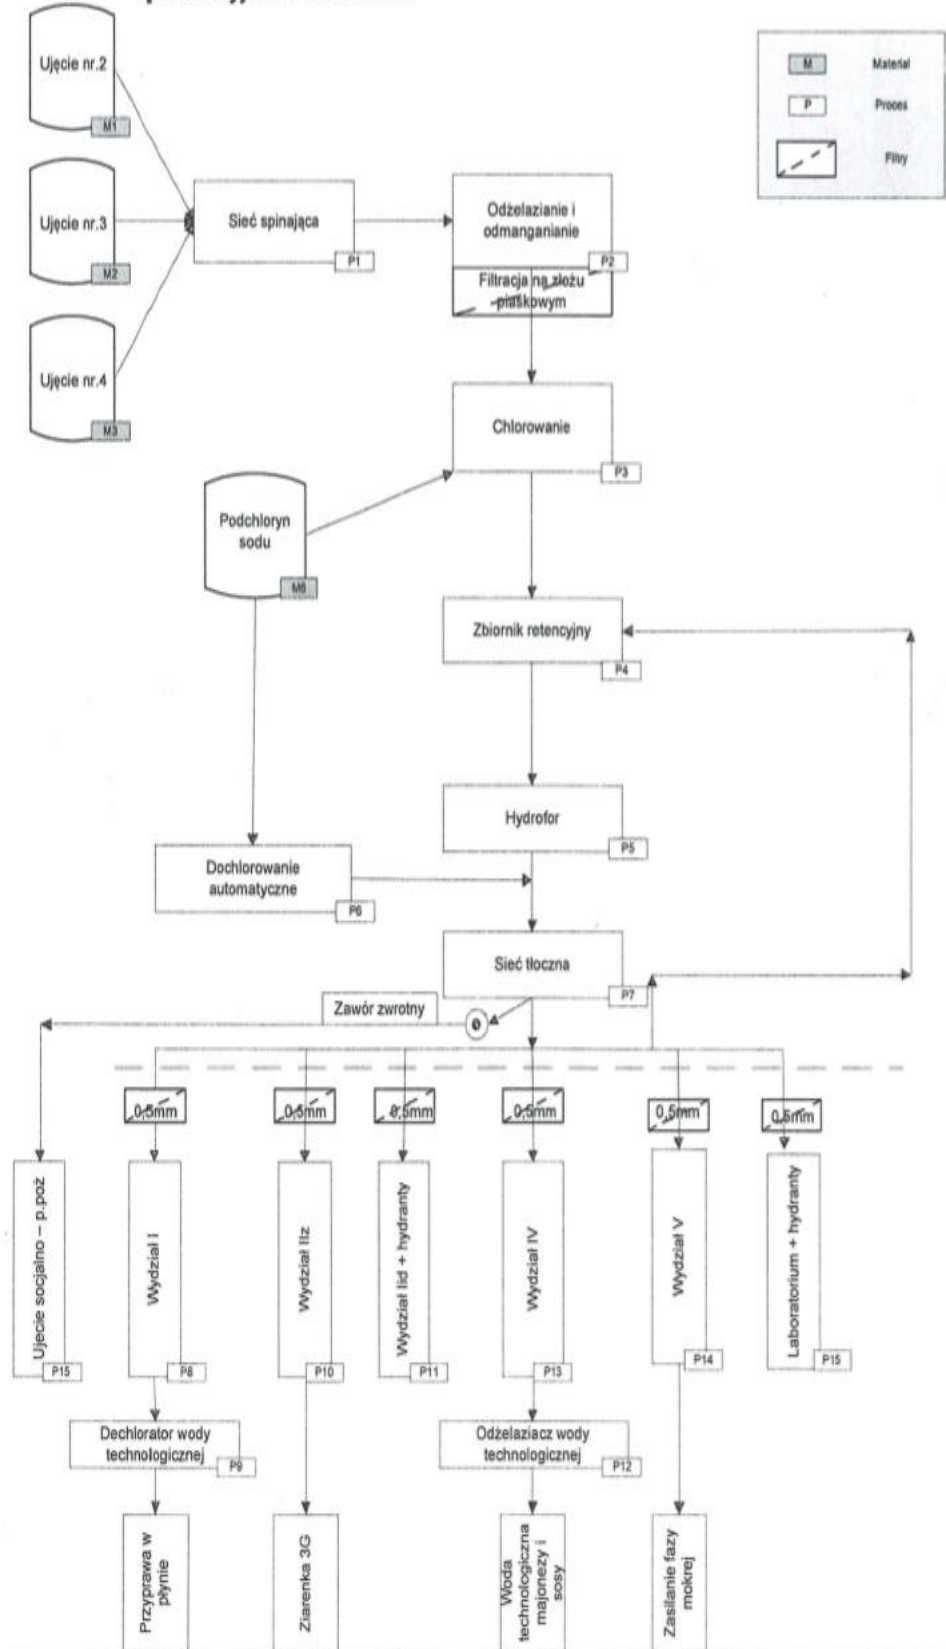 Ujęcie nr.2
M1
M
Materiał
P
Proces
Filtry
Ujęcie nr.3
M2
Sieć spinająca
P1
Odżelazianie i
odmanganianie
P2
Filtracja na złożu
piaskowym
Ujęcie nr.4
M3
Chlorowanie
P3
Podchloryn
sodu
M6
Zbiornik retencyjny
P4
Hydrofor
P5
Dochlorowanie
automatyczne
P6
Sieć tłoczna
P7
Zawór zwrotny
0,5mm
0,5mm
0,5mm
0,5mm
0,5mm
0,5mm
Ujecie socjalno – p.poż
P15
Wydział I
P8
Wydział IIz
P10
Wydział IId + hydranty
P11
Wydział IV
P13
Wydział V
P14
Laboratorium + hydranty
P15
Dechlorator wody
technologicznej
P9
Odżelaziacz wody
technologicznej
P12
Przyprawa w
płynie
Ziarenka 3G
Woda
technologiczna
majonezy i
sosy
Zasilanie fazy
mokrej